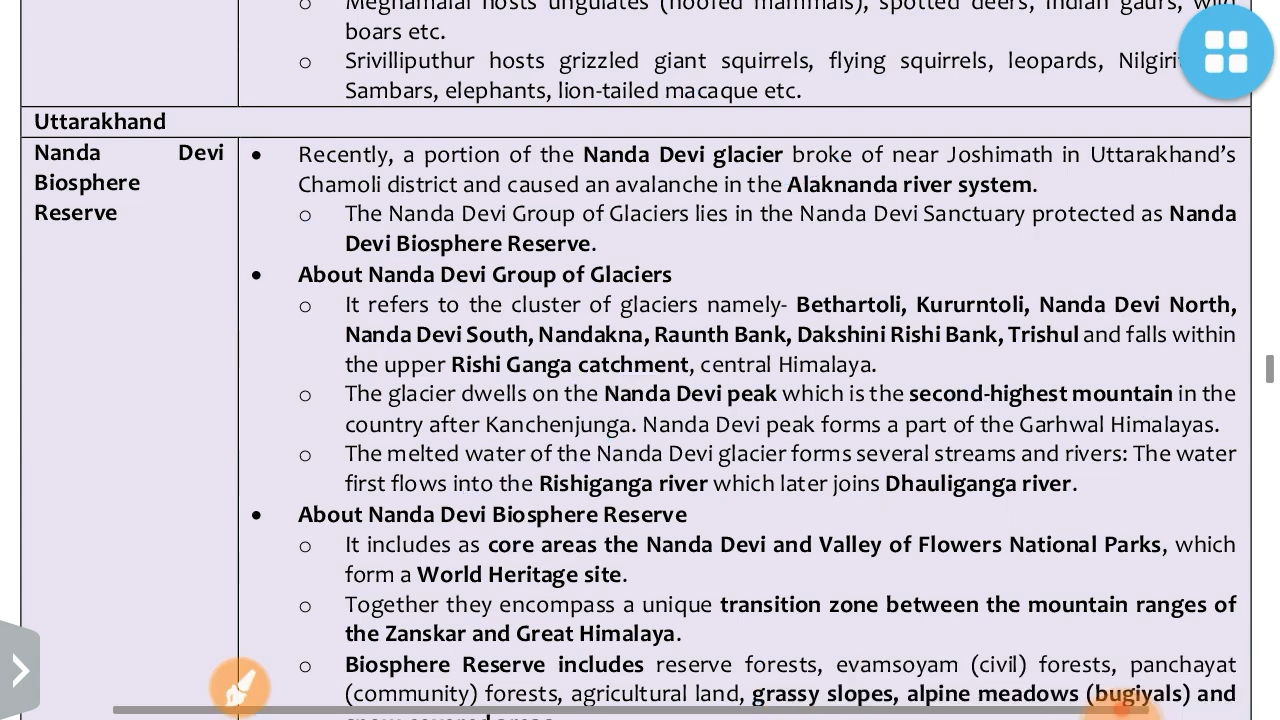 Meghamalai hosts ungulates (hoofed mammals), spotted deers, Indian gaurs, wild
boars etc.
o Srivilliputhur hosts grizzled giant squirrels, flying squirrels, leopards, Nilgiri
Sambars, elephants, lion-tailed macaque etc.
Uttarakhand
Nanda Devi
Biosphere
Reserve
• Recently, a portion of the Nanda Devi glacier broke of near Joshimath in Uttarakhand’s
Chamoli district and caused an avalanche in the Alaknanda river system.
o The Nanda Devi Group of Glaciers lies in the Nanda Devi Sanctuary protected as Nanda
Devi Biosphere Reserve.
• About Nanda Devi Group of Glaciers
o It refers to the cluster of glaciers namely- Bethartoli, Kururntoli, Nanda Devi North,
Nanda Devi South, Nandakna, Raunth Bank, Dakshini Rishi Bank, Trishul and falls within
the upper Rishi Ganga catchment, central Himalaya.
o The glacier dwells on the Nanda Devi peak which is the second-highest mountain in the
country after Kanchenjunga. Nanda Devi peak forms a part of the Garhwal Himalayas.
o The melted water of the Nanda Devi glacier forms several streams and rivers: The water
first flows into the Rishiganga river which later joins Dhauliganga river.
• About Nanda Devi Biosphere Reserve
o It includes as core areas the Nanda Devi and Valley of Flowers National Parks, which
form a World Heritage site.
o Together they encompass a unique transition zone between the mountain ranges of
the Zanskar and Great Himalaya.
o Biosphere Reserve includes reserve forests, evamsoyam (civil) forests, panchayat
(community) forests, agricultural land, grassy slopes, alpine meadows (bugiyals) and